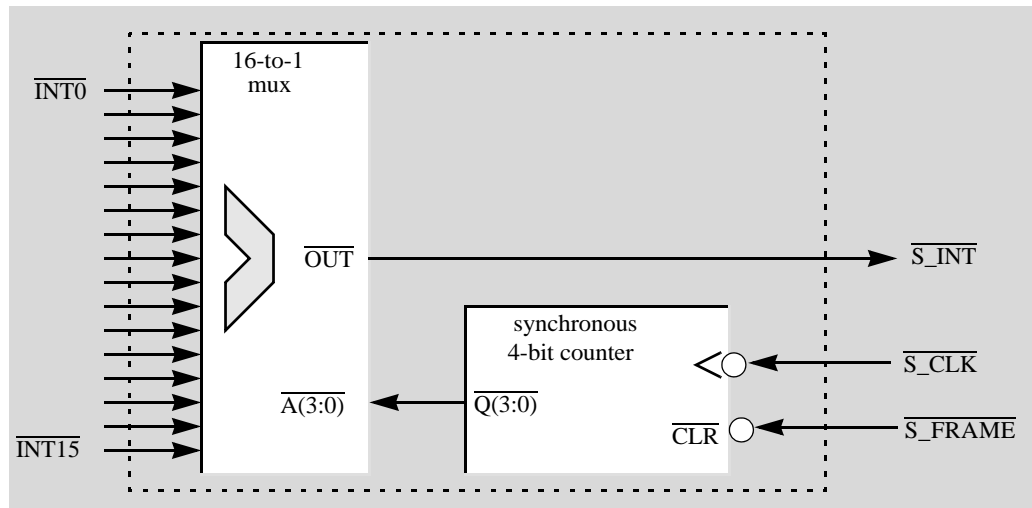 16-to-1
mux
INT0
OUT
S_INT
synchronous
4-bit counter
S_CLK
A(3:0)
Q(3:0)
CLR
S_FRAME
INT15